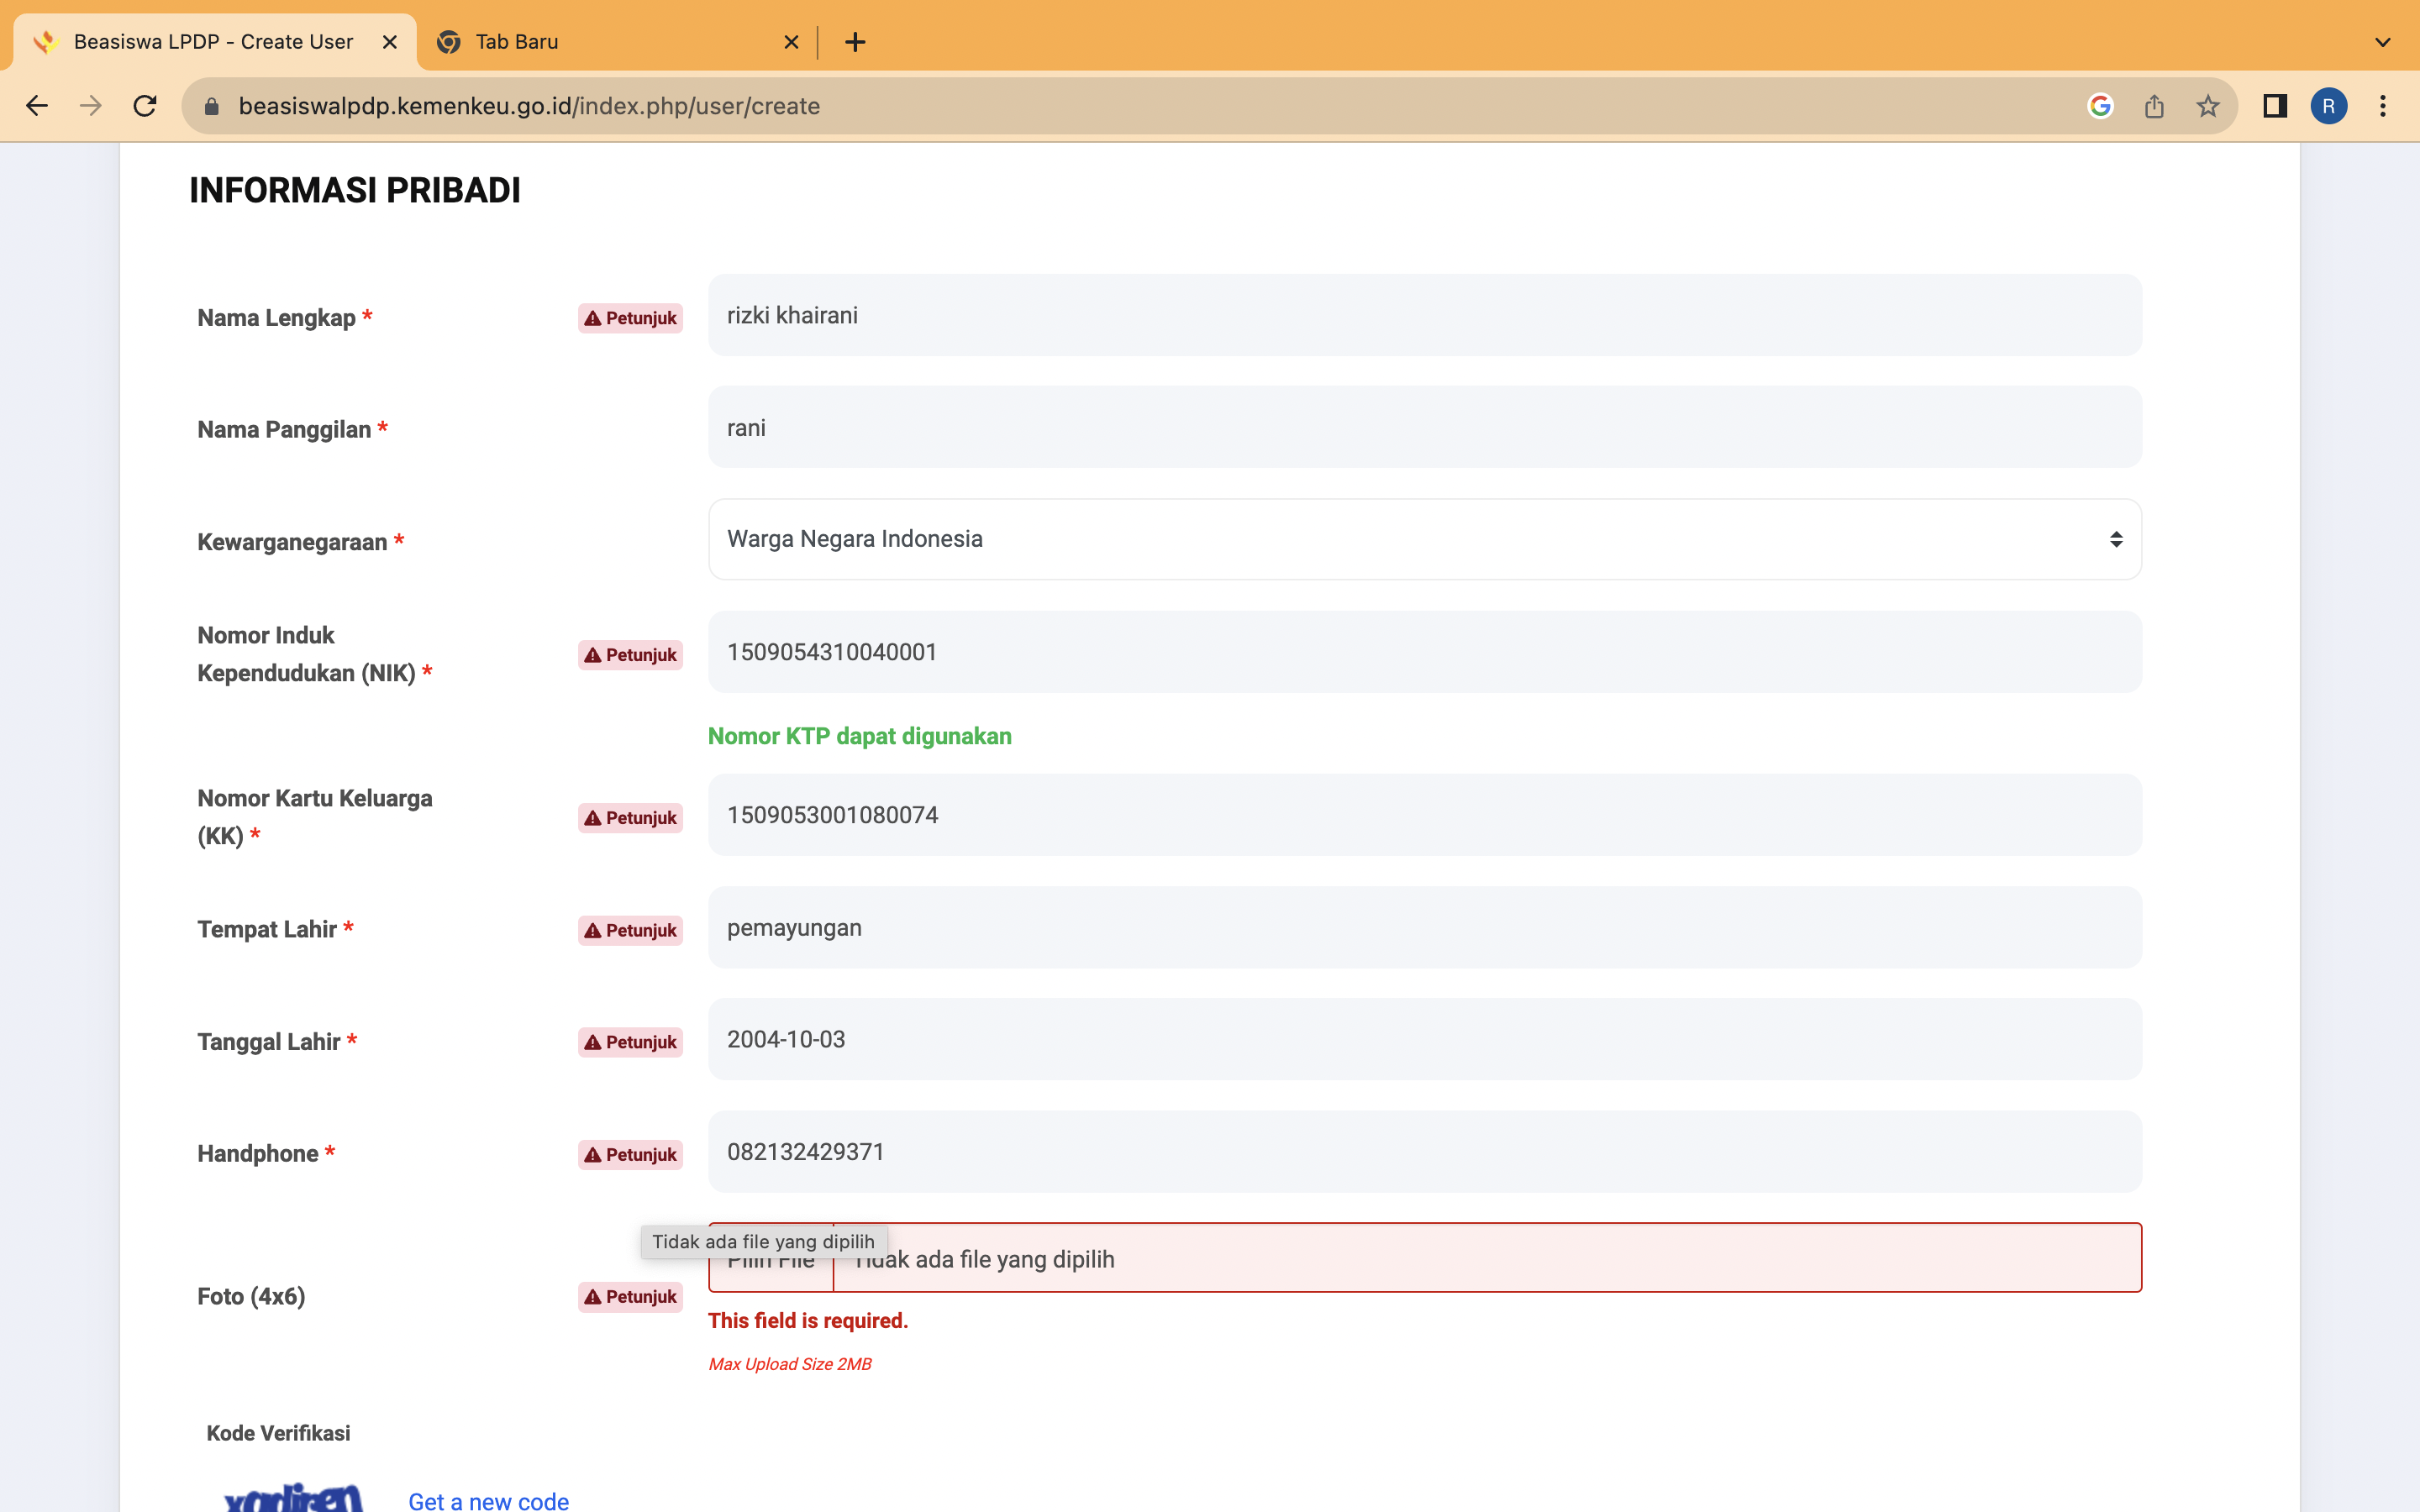 Beasiswa LPDP - Create User
Tab Baru
beasiswalpdp.kemenkeu.go.id/index.php/user/create
R
INFORMASI PRIBADI
Nama Lengkap *
Petunjuk
rizki khairani
Nama Panggilan *
rani
Kewarganegaraan *
Warga Negara Indonesia
Nomor Induk
Kependudukan (NIK) *
Petunjuk
1509054310040001
Nomor KTP dapat digunakan
Nomor Kartu Keluarga
(KK) *
Petunjuk
1509053001080074
Tempat Lahir *
Petunjuk
pemayungan
Tanggal Lahir *
Petunjuk
2004-10-03
Handphone *
Petunjuk
082132429371
Tidak ada file yang dipilih
Pilih File
Tidak ada file yang dipilih
Foto (4x6)
Petunjuk
This field is required.
Max Upload Size 2MB
Kode Verifikasi
Get a new code